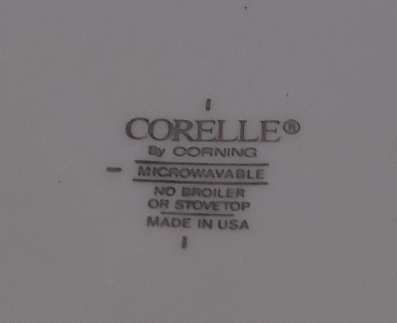 CORELLE®
By CORNING
MICROWAVABLE
NO BROILER
OR STOVETOP
MADE IN USA